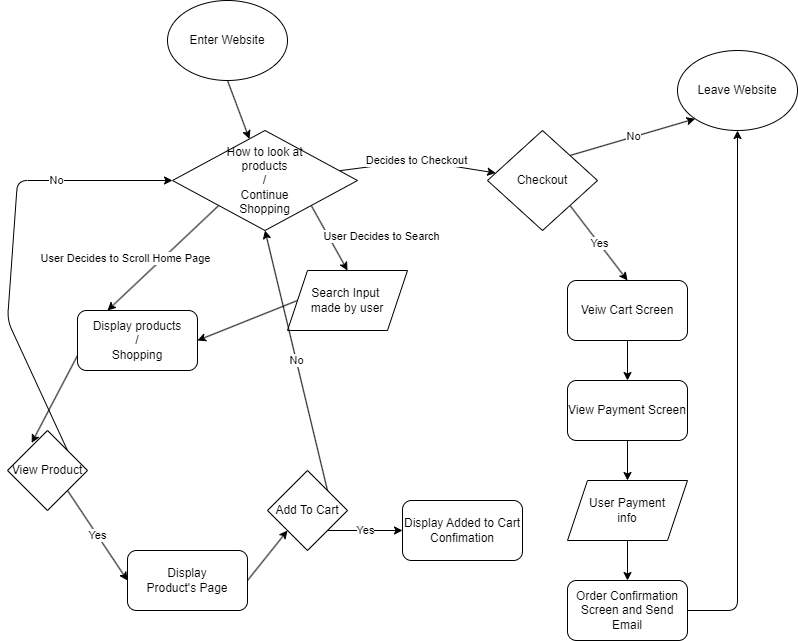 Enter Website
Leave Website
How to look at
products
/
Continue
Shopping
Decides to Checkout
No
Checkout
No
User Decides to Search
Yes
User Decides to Scroll Home Page
Search Input
made by user
Veiw Cart Screen
Display products
/
Shopping
No
View Payment Screen
View Product
Add To Cart
Yes
Display Added to Cart
Confimation
User Payment
info
Yes
Display
Product's Page
Order Confirmation
Screen and Send
Email